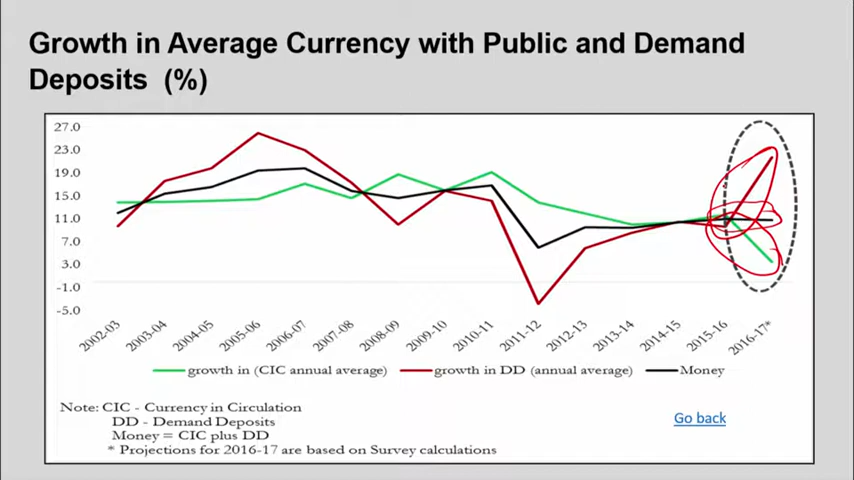 Growth in Average Currency with Public and Demand
Deposits (%)
27.0
23.0
19.0
15.0
11.0
7.0
3.0
-1.0
-5.0
2002-03
2003-04
2004-05
2005-06
2006-07
2007-08
2008-09
2009-10
2010-11
2011-12
2012-13
2013-14
2014-15
2015-16
2016-17*
growth in (CIC annual average)
growth in DD (annual average)
Money
Note: CIC - Currency in Circulation
DD - Demand Deposits
Money = CIC plus DD
* Projections for 2016-17 are based on Survey calculations
Go back